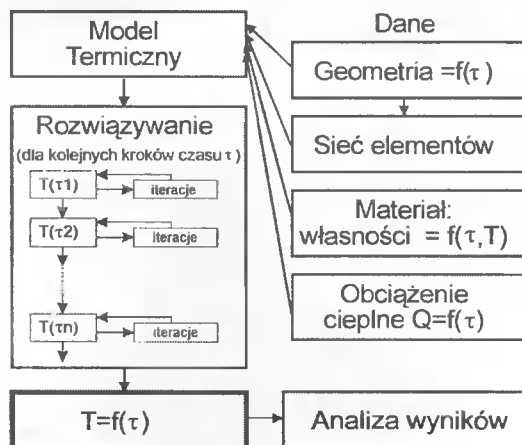 Model
Termiczny
Rozwiązywanie
(dla kolejnych kroków czasu τ )
T(τ1)
iteracje
T(τ2)
iteracje
T(τn)
iteracje
T=f(τ)
Dane
Geometria =f(τ )
Sieć elementów
Materiał:
własności = f(τ,T)
Obciążenie
cieplne Q=f(τ)
Analiza wyników